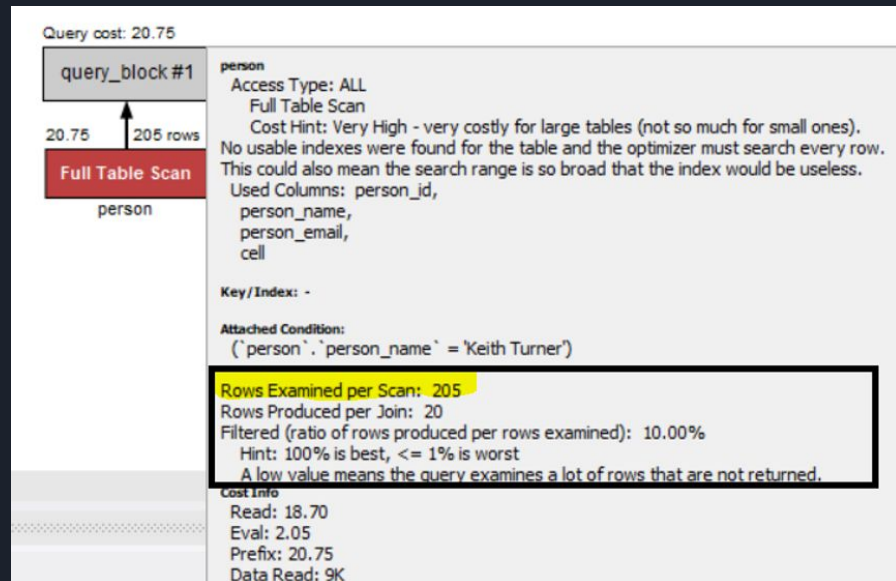 Query cost: 20.75
query_block #1
20.75 205 rows
Full Table Scan
person
person
Access Type: ALL
Full Table Scan
Cost Hint: Very High - very costly for large tables (not so much for small ones).
No usable indexes were found for the table and the optimizer must search every row.
This could also mean the search range is so broad that the index would be useless.
Used Columns: person_id,
person_name,
person_email,
cell
Key/Index: -
Attached Condition:
(`person`.`person_name` = 'Keith Turner')
Rows Examined per Scan: 205
Rows Produced per Join: 20
Filtered (ratio of rows produced per rows examined): 10.00%
Hint: 100% is best, <= 1% is worst
A low value means the query examines a lot of rows that are not returned.
Cost Info
Read: 18.70
Eval: 2.05
Prefix: 20.75
Data Read: 9K